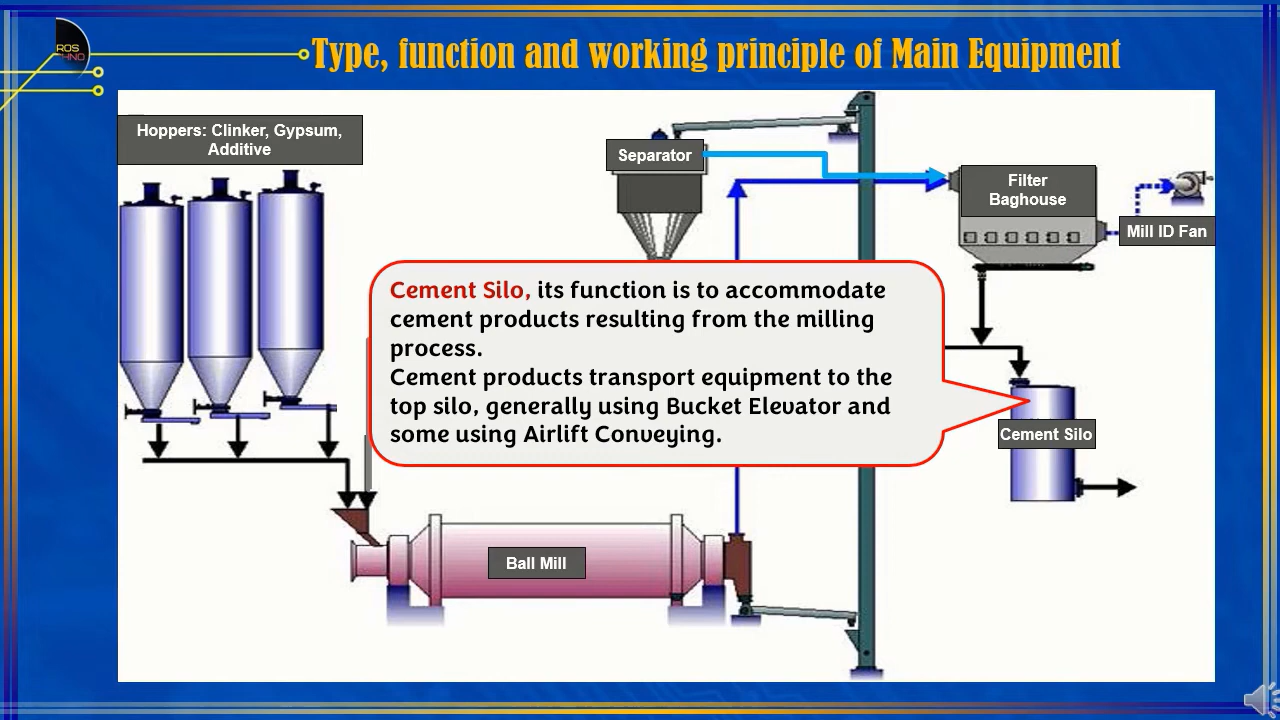 ROS
HNO
Type, function and working principle of Main Equipment
Hoppers: Clinker, Gypsum,
Additive
Separator
Filter
Baghouse
Mill ID Fan
Cement Silo, its function is to accommodate
cement products resulting from the milling
process.
Cement products transport equipment to the
top silo, generally using Bucket Elevator and
some using Airlift Conveying.
Cement Silo
Ball Mill